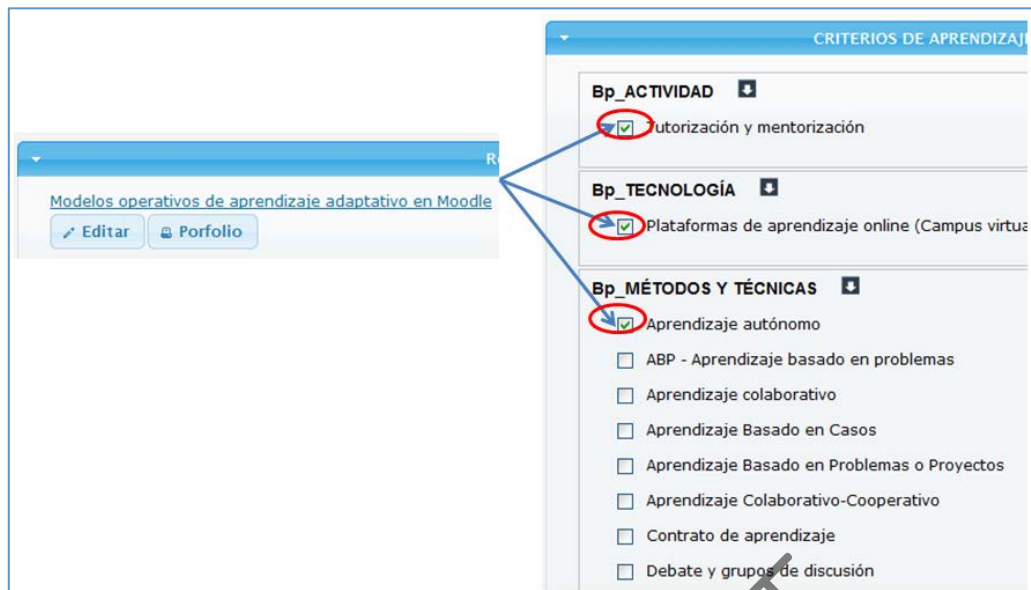 CRITERIOS DE APRENDIZAJE
Bp_ACTIVIDAD
Tutorización y mentorización
Bp_TECNOLOGÍA
Plataformas de aprendizaje online (Campus
Bp_MÉTODOS Y TÉCNICAS
Aprendizaje autónomo
ABP - Aprendizaje basado en problemas
Aprendizaje colaborativo
Aprendizaje Basado en Casos
Aprendizaje Basado en Problemas o Proyectos
Aprendizaje Colaborativo-Cooperativo
Contrato de aprendizaje
Debate y grupos de discusión
Modelos operativos de aprendizaje adaptativo en Moodle
Editar Porfolio